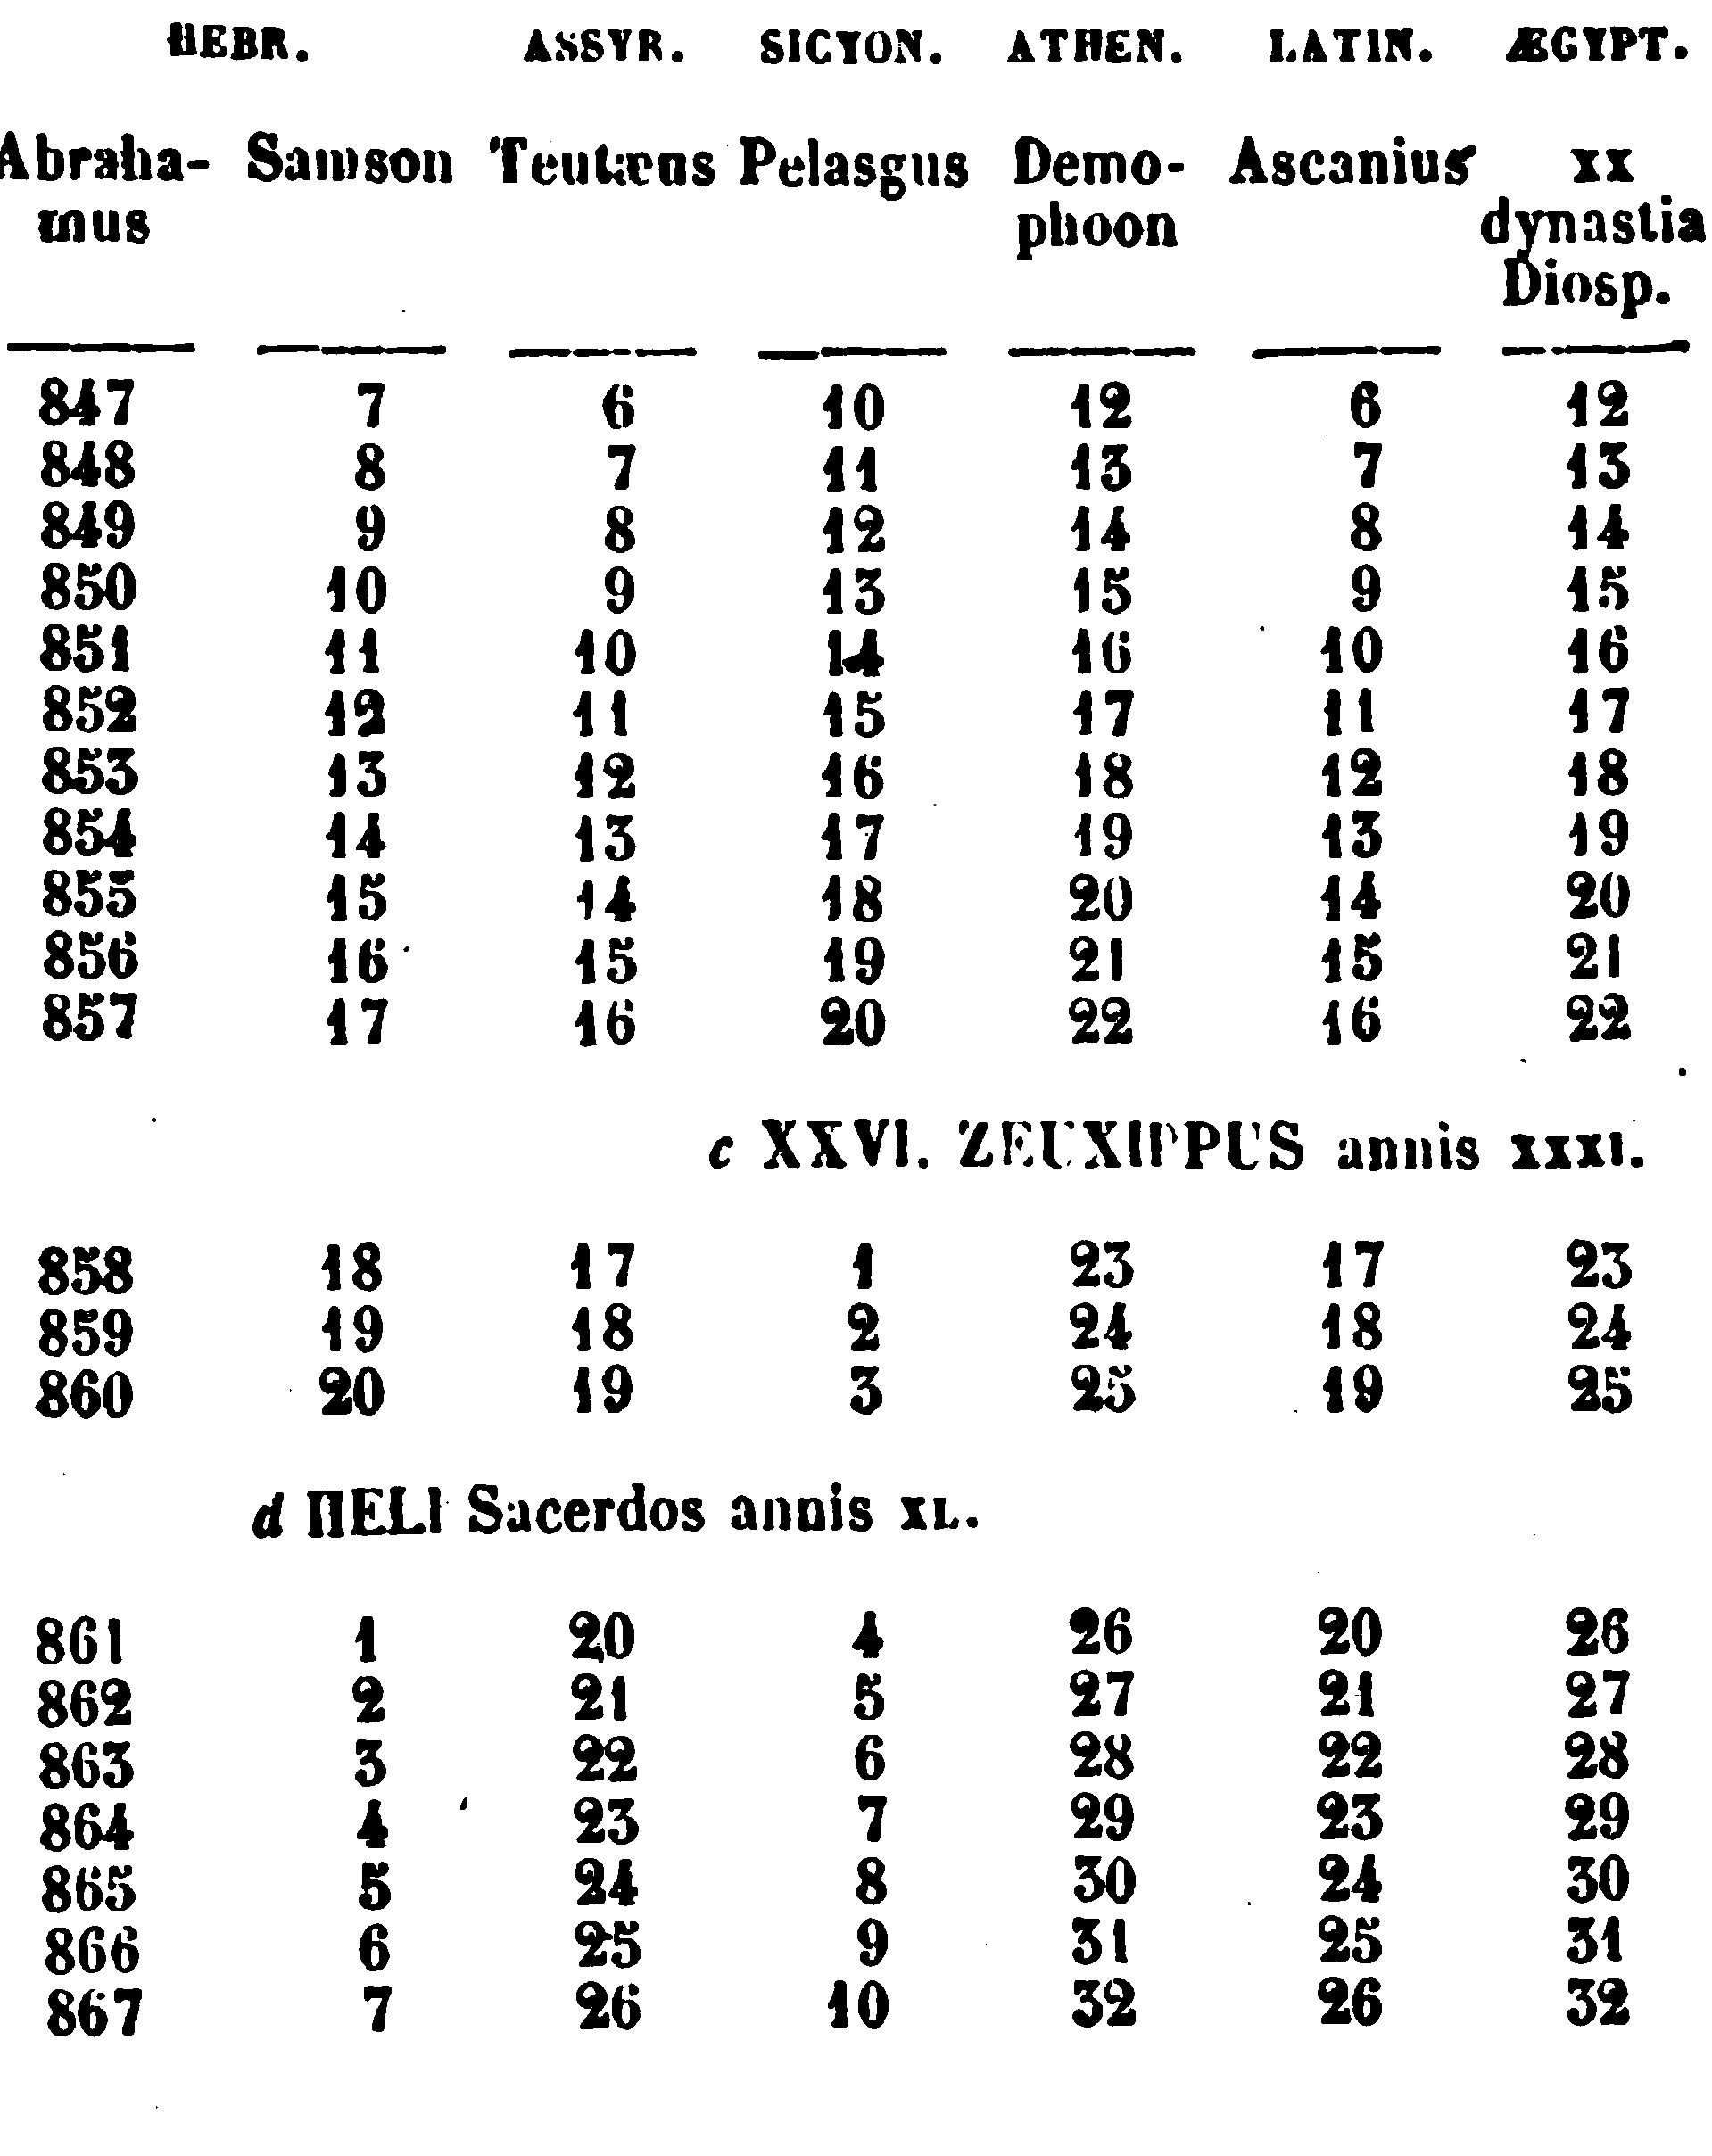 HEBR. ASSYR. SICYON. ATHEN. LATIN. ÆGYPT.
Abraha- Samson Teutæus Pelasgus Demo- Ascanius XX
mus phoon dynastia
Diosp.
847 7 6 10 12 6 12
848 8 7 11 13 7 13
849 9 8 12 14 8 14
850 10 9 13 15 9 15
851 11 10 14 16 10 16
852 12 11 15 17 11 17
853 13 12 16 18 12 18
854 14 13 17 19 13 19
855 15 14 18 20 14 20
856 16 15 19 21 15 21
857 17 16 20 22 16 22
c XXVI. ZEUXIPPUS annis XXXI.
858 18 17 1 23 17 23
859 19 18 2 24 18 24
860 20 19 3 25 19 25
d HELI Sacerdos annis XL.
861 1 20 4 26 20 26
862 2 21 5 27 21 27
863 3 22 6 28 22 28
864 4 23 7 29 23 29
865 5 24 8 30 24 30
866 6 25 9 31 25 31
867 7 26 10 32 26 32